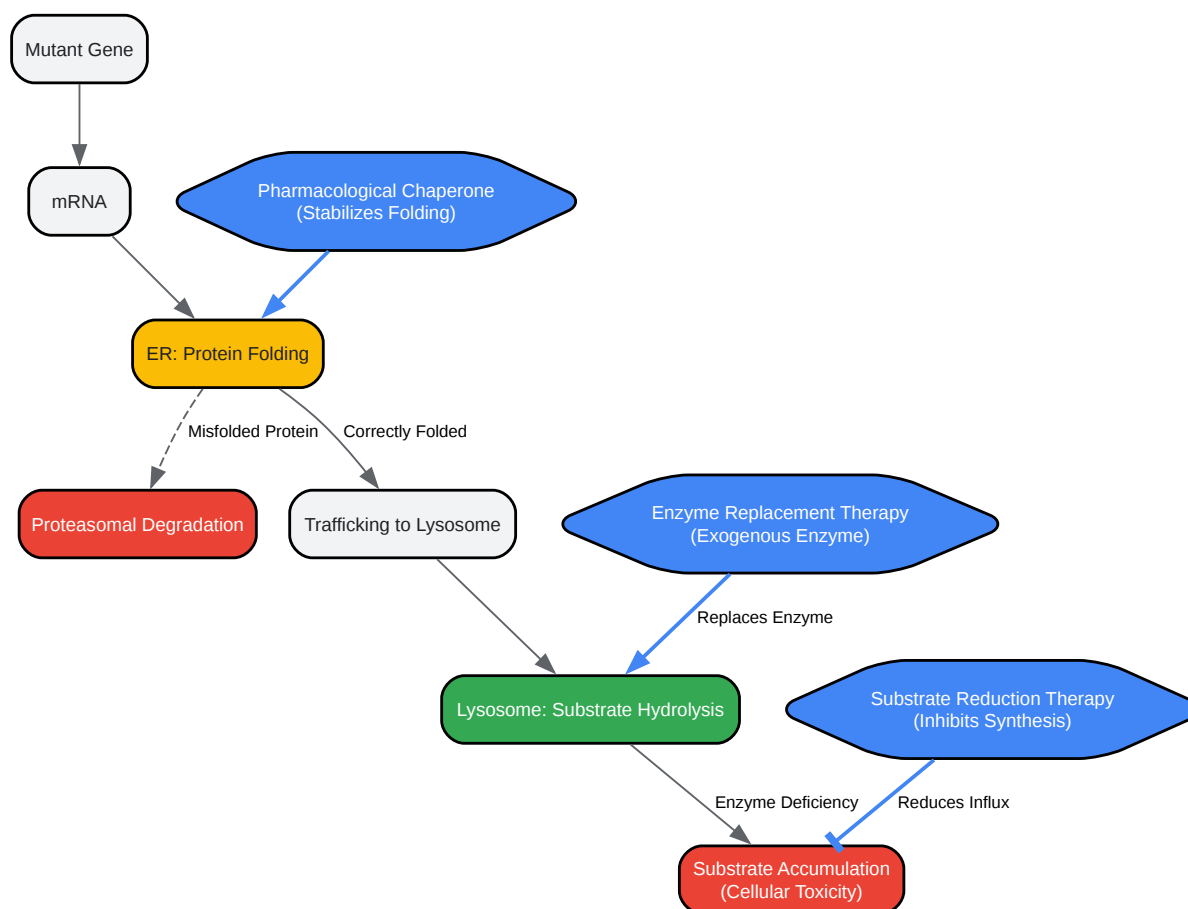 Mutant Gene
mRNA
Pharmacological Chaperone
(Stabilizes Folding)
ER: Protein Folding
Misfolded Protein
Correctly Folded
Proteasomal Degradation
Trafficking to Lysosome
Enzyme Replacement Therapy
(Exogenous Enzyme)
Replaces Enzyme
Lysosome: Substrate Hydrolysis
Substrate Reduction Therapy
(Inhibits Synthesis)
Enzyme Deficiency
Reduces Influx
Substrate Accumulation
(Cellular Toxicity)